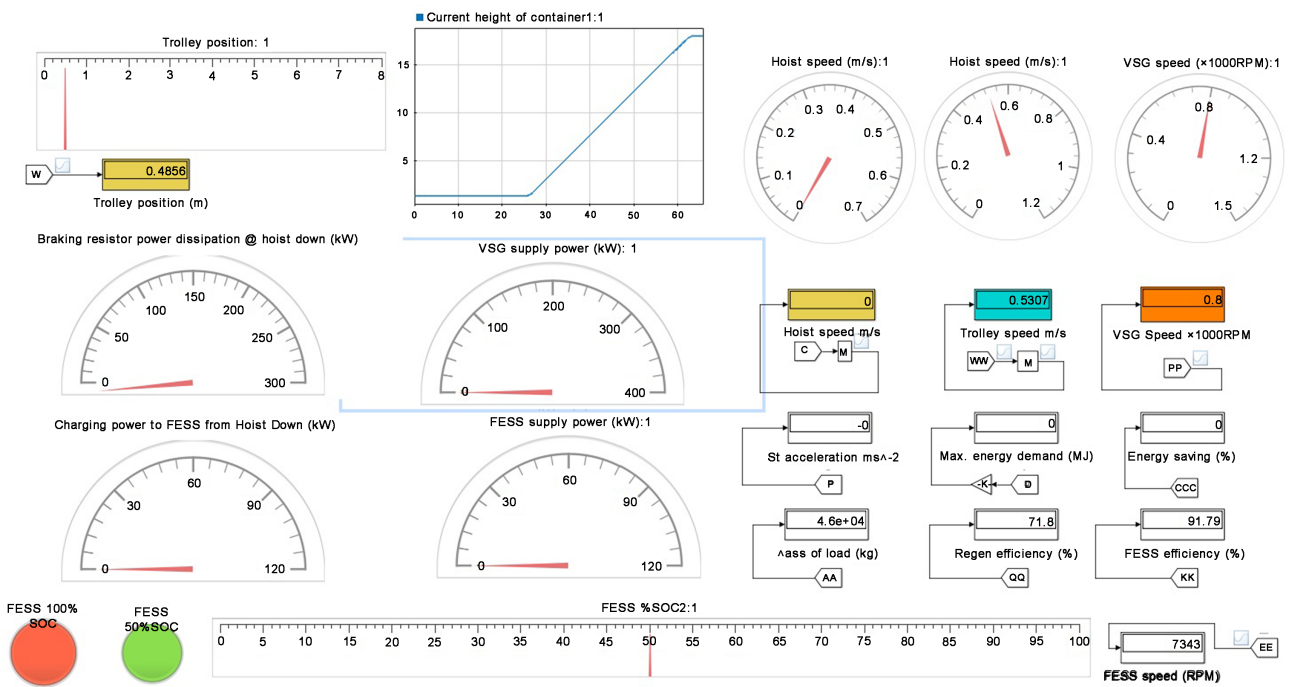 Trolley position: 1
0 1 2 3 4 5 6 7 8
W
0.4856
Trolley position (m)
Current height of container1:1
15
10
5
0 10 20 30 40 50 60
Hoist speed (m/s):1
0 0.1 0.2 0.3 0.4 0.5 0.6 0.7
Hoist speed (m/s):1
0 0.2 0.4 0.6 0.8 1 1.2
VSG speed (×1000RPM):1
0 0.4 0.8 1.2 1.5
Braking resistor power dissipation @ hoist down (kW)
0 50 100 150 200 250 300
VSG supply power (kW): 1
0 100 200 300 400
0
Hoist speed m/s
C
M
0.5307
Trolley speed m/s
WW
M
0.8
VSG Speed ×1000RPM
PP
Charging power to FESS from Hoist Down (kW)
0 30 60 90 120
FESS supply power (kW):1
0 30 60 90 120
-0
St acceleration ms^-2
P
0
Max. energy demand (MJ)
-K-
0
Energy saving (%)
CCC
4.6e+04
^ass of load (kg)
AA
71.8
Regen efficiency (%)
QQ
91.79
FESS efficiency (%)
KK
FESS 100%
SOC
FESS
50%SOC
FESS %SOC2:1
0 5 10 15 20 25 30 35 40 45 50 55 60 65 70 75 80 85 90 95 100
7343
EE
FESS speed (RPM)